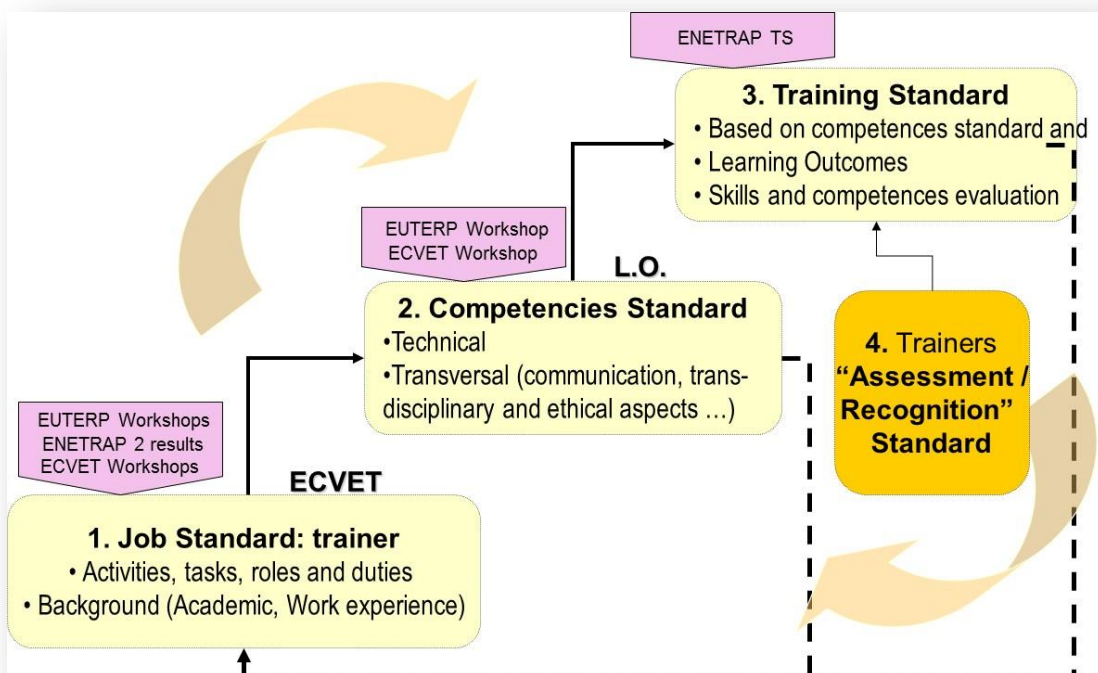 ENETRAP TS
3. Training Standard
• Based on competences standard and
• Learning Outcomes
• Skills and competences evaluation
EUTERP Workshop
ECVET Workshop
L.O.
2. Competencies Standard
•Technical
•Transversal (communication, trans-
disciplinary and ethical aspects …)
4. Trainers
“Assessment /
Recognition”
Standard
EUTERP Workshops
ENETRAP 2 results
ECVET Workshops
ECVET
1. Job Standard: trainer
• Activities, tasks, roles and duties
• Background (Academic, Work experience)